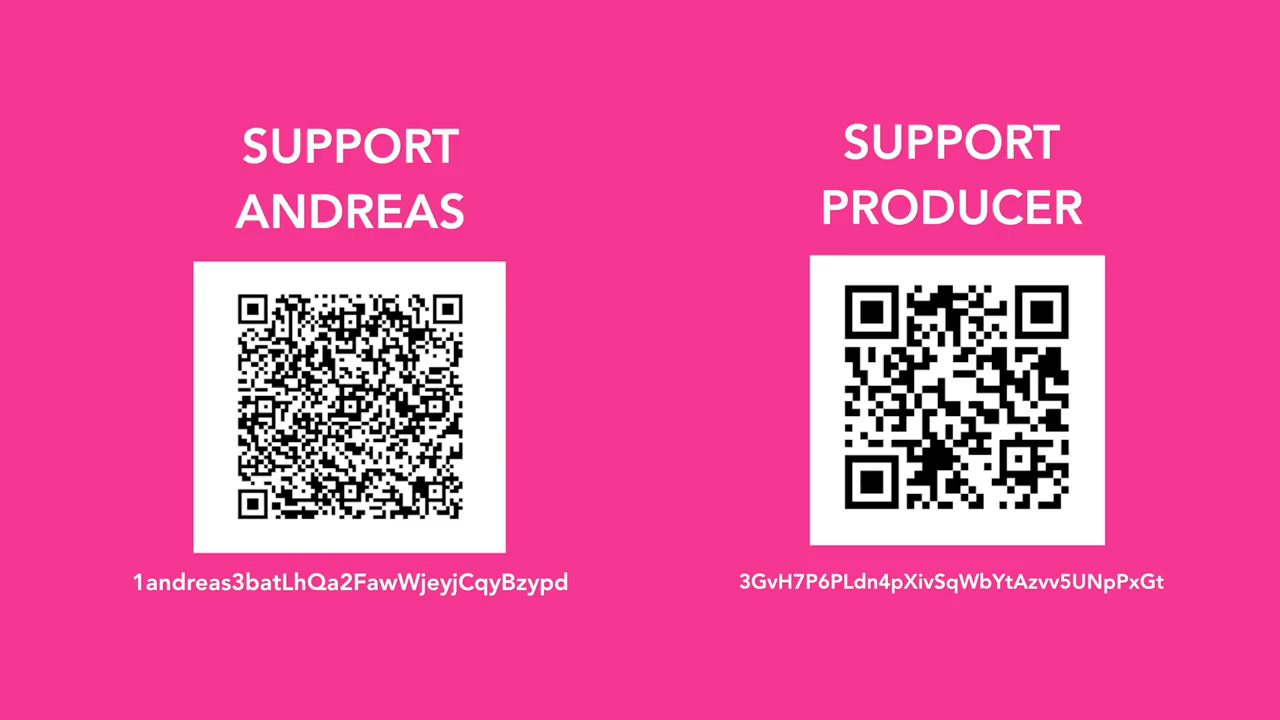 SUPPORT
ANDREAS
1andreas3batLhQa2FawWjeyjCqyBzypd
SUPPORT
PRODUCER
3GvH7P6PLdn4pXivSqWbYtAzvv5UNpPxGt